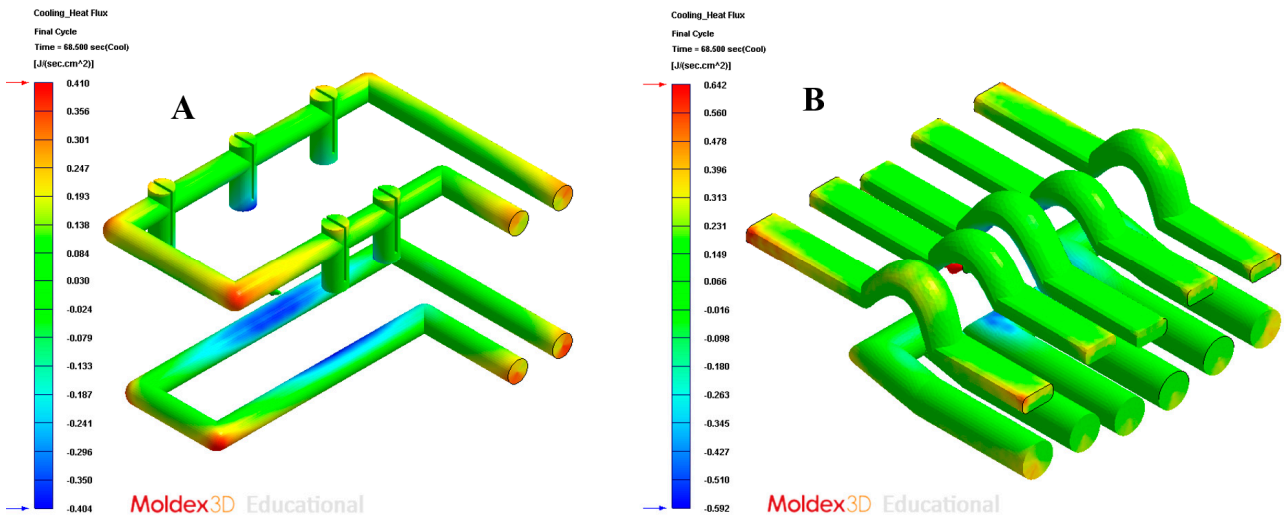 Cooling_Heat Flux
Final Cycle
Time = 68.500 sec(Cool)
[J/(sec.cm^2)]
0.410
0.356
0.301
0.247
0.193
0.138
0.084
0.030
-0.024
-0.079
-0.133
-0.187
-0.241
-0.296
-0.350
-0.404
A
Moldex3D Educational
Cooling_Heat Flux
Final Cycle
Time = 68.500 sec(Cool)
[J/(sec.cm^2)]
0.642
0.560
0.478
0.396
0.313
0.231
0.149
0.066
-0.016
-0.098
-0.180
-0.263
-0.345
-0.427
-0.510
-0.592
B
Moldex3D Educational